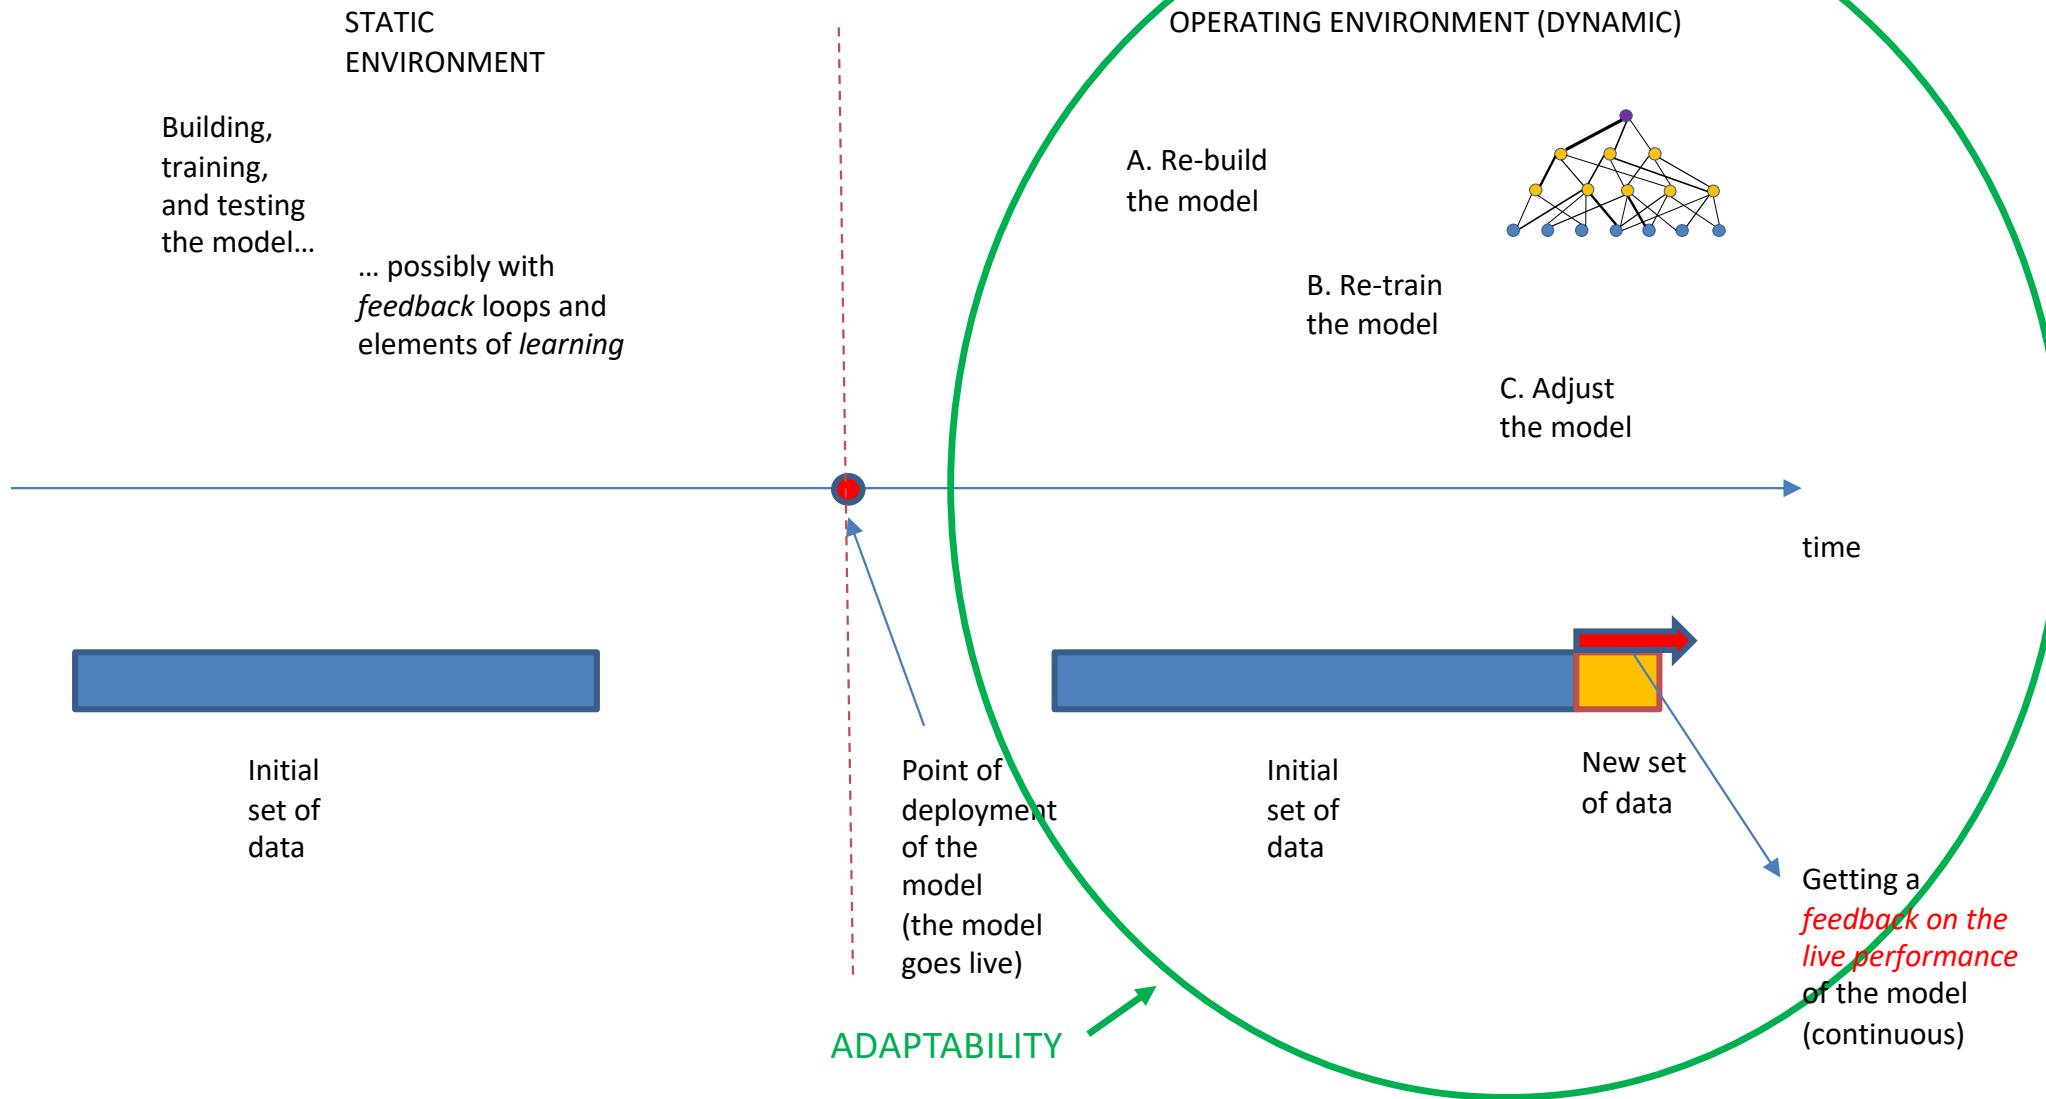 STATIC
ENVIRONMENT
OPERATING ENVIRONMENT (DYNAMIC)
Building,
training,
and testing
the model…
… possibly with
feedback loops and
elements of learning
A. Re-build
the model
B. Re-train
the model
C. Adjust
the model
time
Initial
set of
data
Point of
deployment
of the
model
(the model
goes live)
Initial
set of
data
New set
of data
Getting a
feedback on the
live performance
of the model
(continuous)
ADAPTABILITY